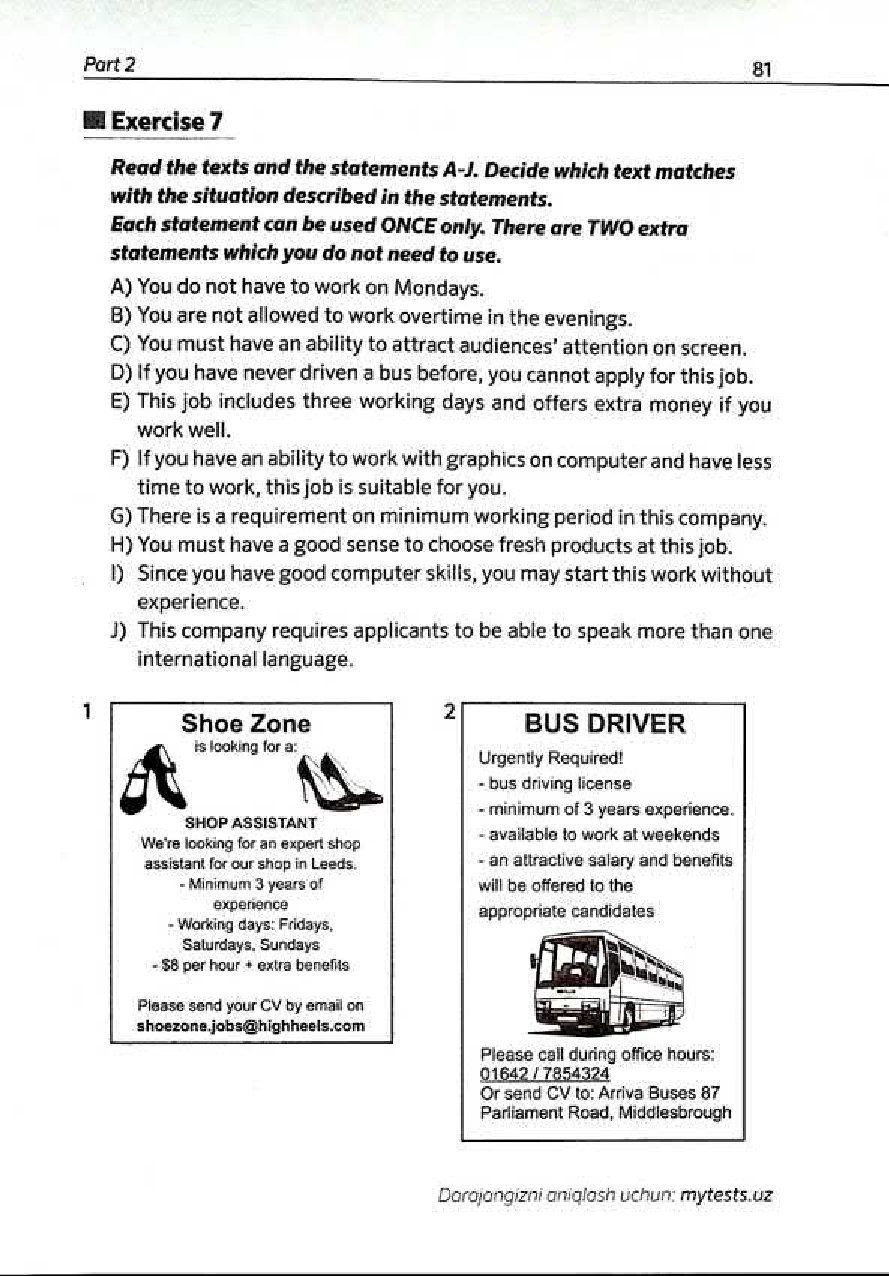 Part 2
81
Exercise 7
Read the texts and the statements A-J. Decide which text matches
with the situation described in the statements.
Each statement can be used ONCE only. There are TWO extra
statements which you do not need to use.
A) You do not have to work on Mondays.
B) You are not allowed to work overtime in the evenings.
C) You must have an ability to attract audiences' attention on screen.
D) If you have never driven a bus before, you cannot apply for this job.
E) This job includes three working days and offers extra money if you
work well.
F) If you have an ability to work with graphics on computer and have less
time to work, this job is suitable for you.
G) There is a requirement on minimum working period in this company.
H) You must have a good sense to choose fresh products at this job.
I) Since you have good computer skills, you may start this work without
experience.
J) This company requires applicants to be able to speak more than one
international language.
1
Shoe Zone
is looking for a:
SHOP ASSISTANT
We're looking for an expert shop
assistant for our shop in Leeds.
- Minimum 3 years of
experience
- Working days: Fridays,
Saturdays, Sundays
- $8 per hour + extra benefits
Please send your CV by email on
shoezone.jobs@highheels.com
2
BUS DRIVER
Urgently Required!
- bus driving license
- minimum of 3 years experience.
- available to work at weekends
- an attractive salary and benefits
will be offered to the
appropriate candidates
Please call during office hours:
01642 / 7854324
Or send CV to: Arriva Buses 87
Parliament Road, Middlesbrough
Darajangizni aniqlash uchun: mytests.uz